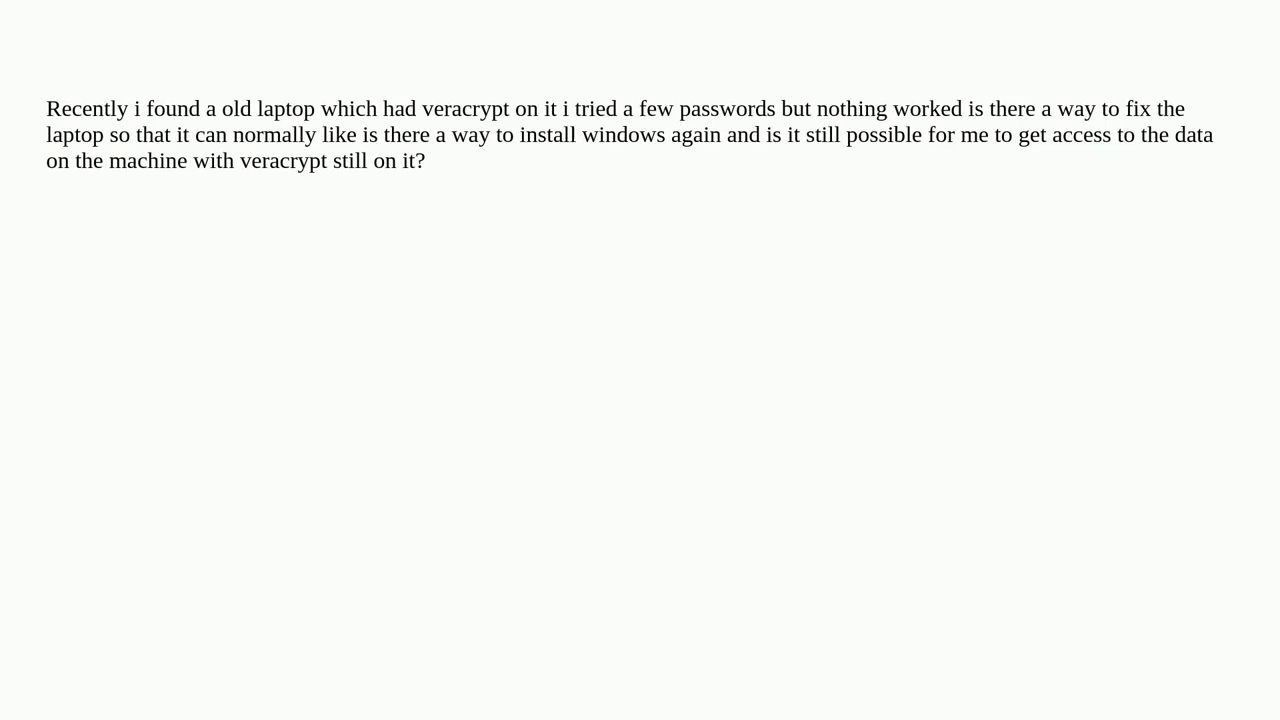 Recently i found a old laptop which had veracrypt on it i tried a few passwords but nothing worked is there a way to fix the
laptop so that it can normally like is there a way to install windows again and is it still possible for me to get access to the data
on the machine with veracrypt still on it?